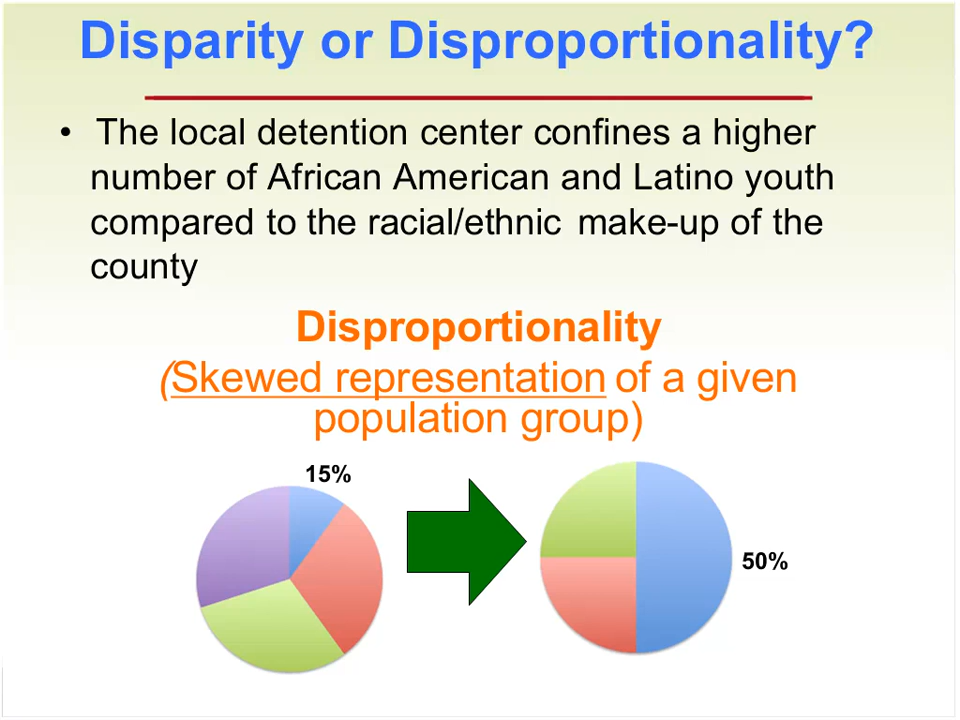 Disparity or Disproportionality?
• The local detention center confines a higher
number of African American and Latino youth
compared to the racial/ethnic make-up of the
county
Disproportionality
(Skewed representation of a given
population group)
15%
50%